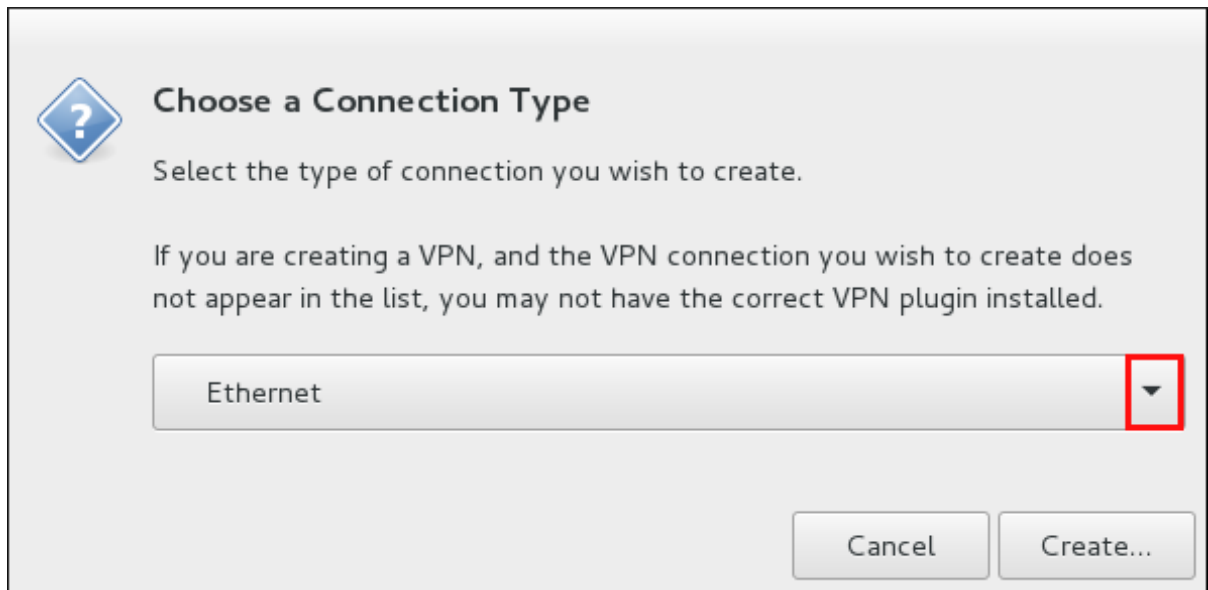 Choose a Connection Type
Select the type of connection you wish to create.
If you are creating a VPN, and the VPN connection you wish to create does
not appear in the list, you may not have the correct VPN plugin installed.
Ethernet
Cancel
Create...